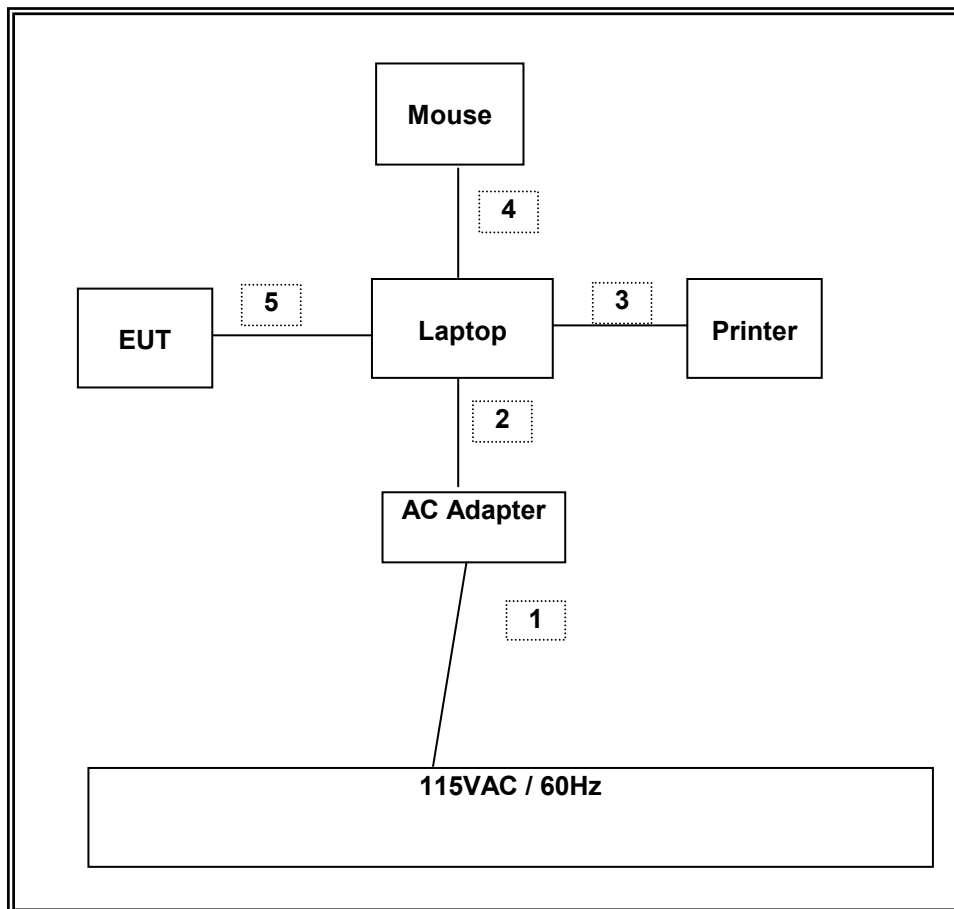 Mouse
4
5
3
EUT
Laptop
Printer
2
AC Adapter
1
115VAC / 60Hz